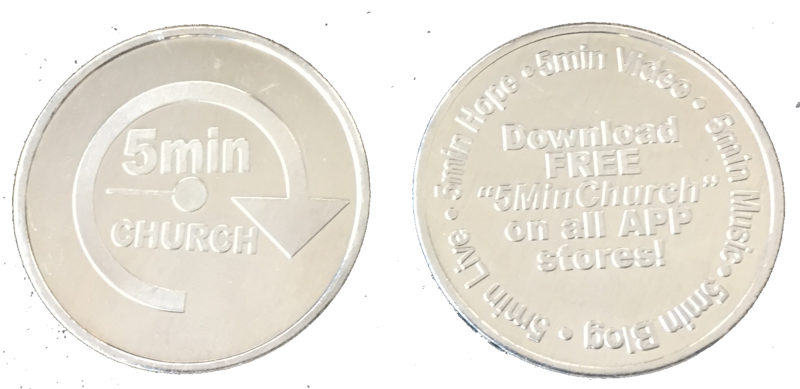 5min
CHURCH
5min Hope • 5min Video • 5min Music • 5min Blog • 5min Live •
Download
FREE
"5MinChurch"
on all APP
stores!